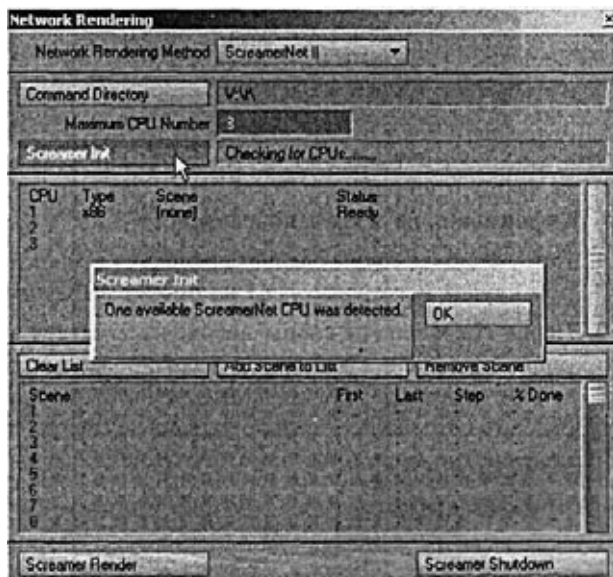 Network Rendering
Network Rendering Method ScreamerNet II
Command Directory
Maximum CPU Number 3
Screamer Init Checking for CPUs......
CPU Type Scene Status
1 x86 (none) Ready
2
3
Screamer Init
One available ScreamerNet CPU was detected. OK
Clear List Add Scene to List Remove Scene
Scene First Last Step % Done
1
2
3
4
5
6
7
8
Screamer Render Screamer Shutdown